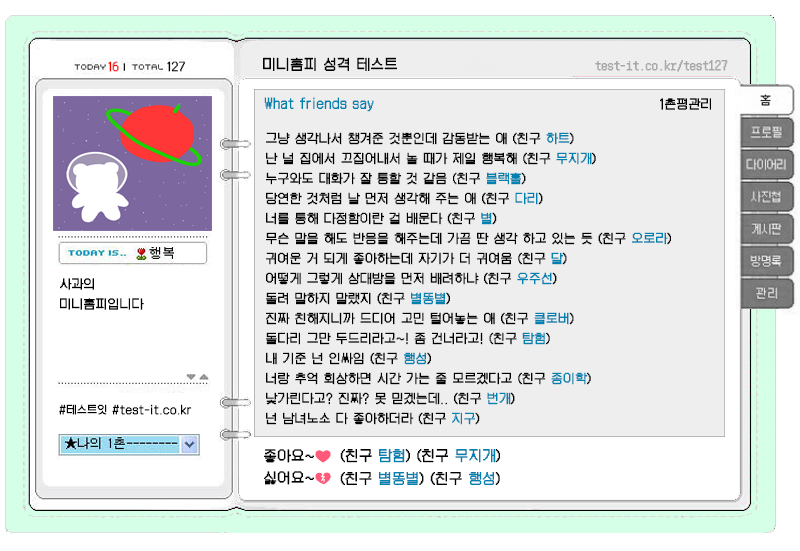 TODAY 16 | TOTAL 127
미니홈피 성격 테스트
test-it.co.kr/test127
TODAY IS.. 행복
사과의
미니홈피입니다
#테스트잇 #test-it.co.kr
★나의 1촌--------
What friends say
1촌평관리
그냥 생각나서 챙겨준 것뿐인데 감동받는 애 (친구 하트)
난 널 집에서 끄집어내서 놀 때가 제일 행복해 (친구 무지개)
누구와도 대화가 잘 통할 것 같음 (친구 블랙홀)
당연한 것처럼 날 먼저 생각해 주는 애 (친구 다리)
너를 통해 다정함이란 걸 배운다 (친구 별)
무슨 말을 해도 반응을 해주는데 가끔 딴 생각 하고 있는 듯 (친구 오로라)
귀여운 거 되게 좋아하는데 자기가 더 귀여움 (친구 달)
어떻게 그렇게 상대방을 먼저 배려하냐 (친구 우주선)
돌려 말하지 말랬지 (친구 별똥별)
진짜 친해지니까 드디어 고민 털어놓는 애 (친구 클로버)
돌다리 그만 두드리라고~! 좀 건너라고! (친구 탐험)
내 기준 넌 인싸임 (친구 행성)
너랑 추억 회상하면 시간 가는 줄 모르겠다고 (친구 종이학)
낯가린다고? 진짜? 못 믿겠는데.. (친구 번개)
넌 남녀노소 다 좋아하더라 (친구 지구)
좋아요~ (친구 탐험) (친구 무지개)
싫어요~ (친구 별똥별) (친구 행성)
홈
프로필
다이어리
사진첩
게시판
방명록
관리